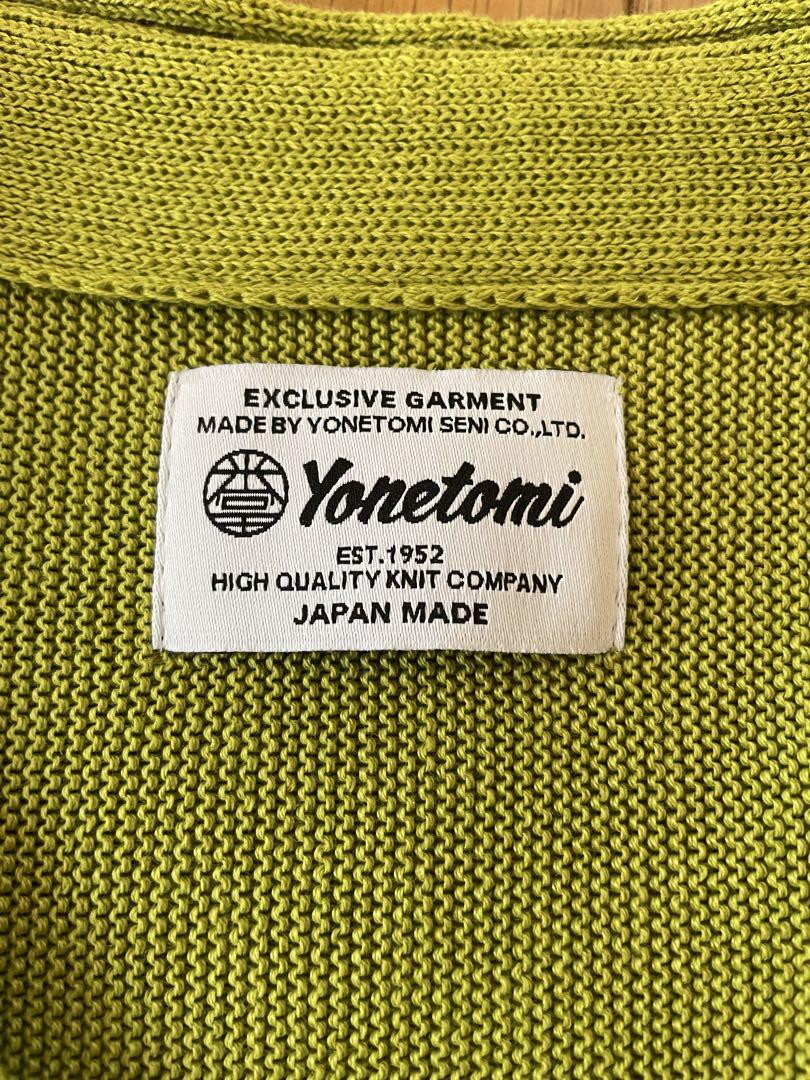 EXCLUSIVE GARMENT
MADE BY YONETOMI SENI CO.,LTD.
Yonetomi
EST.1952
HIGH QUALITY KNIT COMPANY
JAPAN MADE